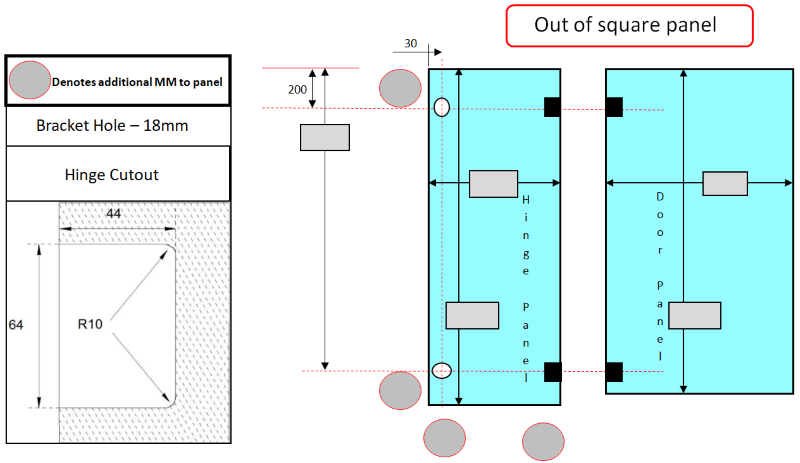 Out of square panel
30
Denotes additional MM to panel
200
Bracket Hole – 18mm
Hinge Cutout
44
64
R10
Hinge Panel
Door Panel